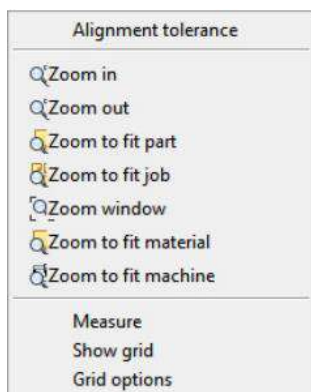 Alignment tolerance
Zoom in
Zoom out
Zoom to fit part
Zoom to fit job
Zoom window
Zoom to fit material
Zoom to fit machine
Measure
Show grid
Grid options